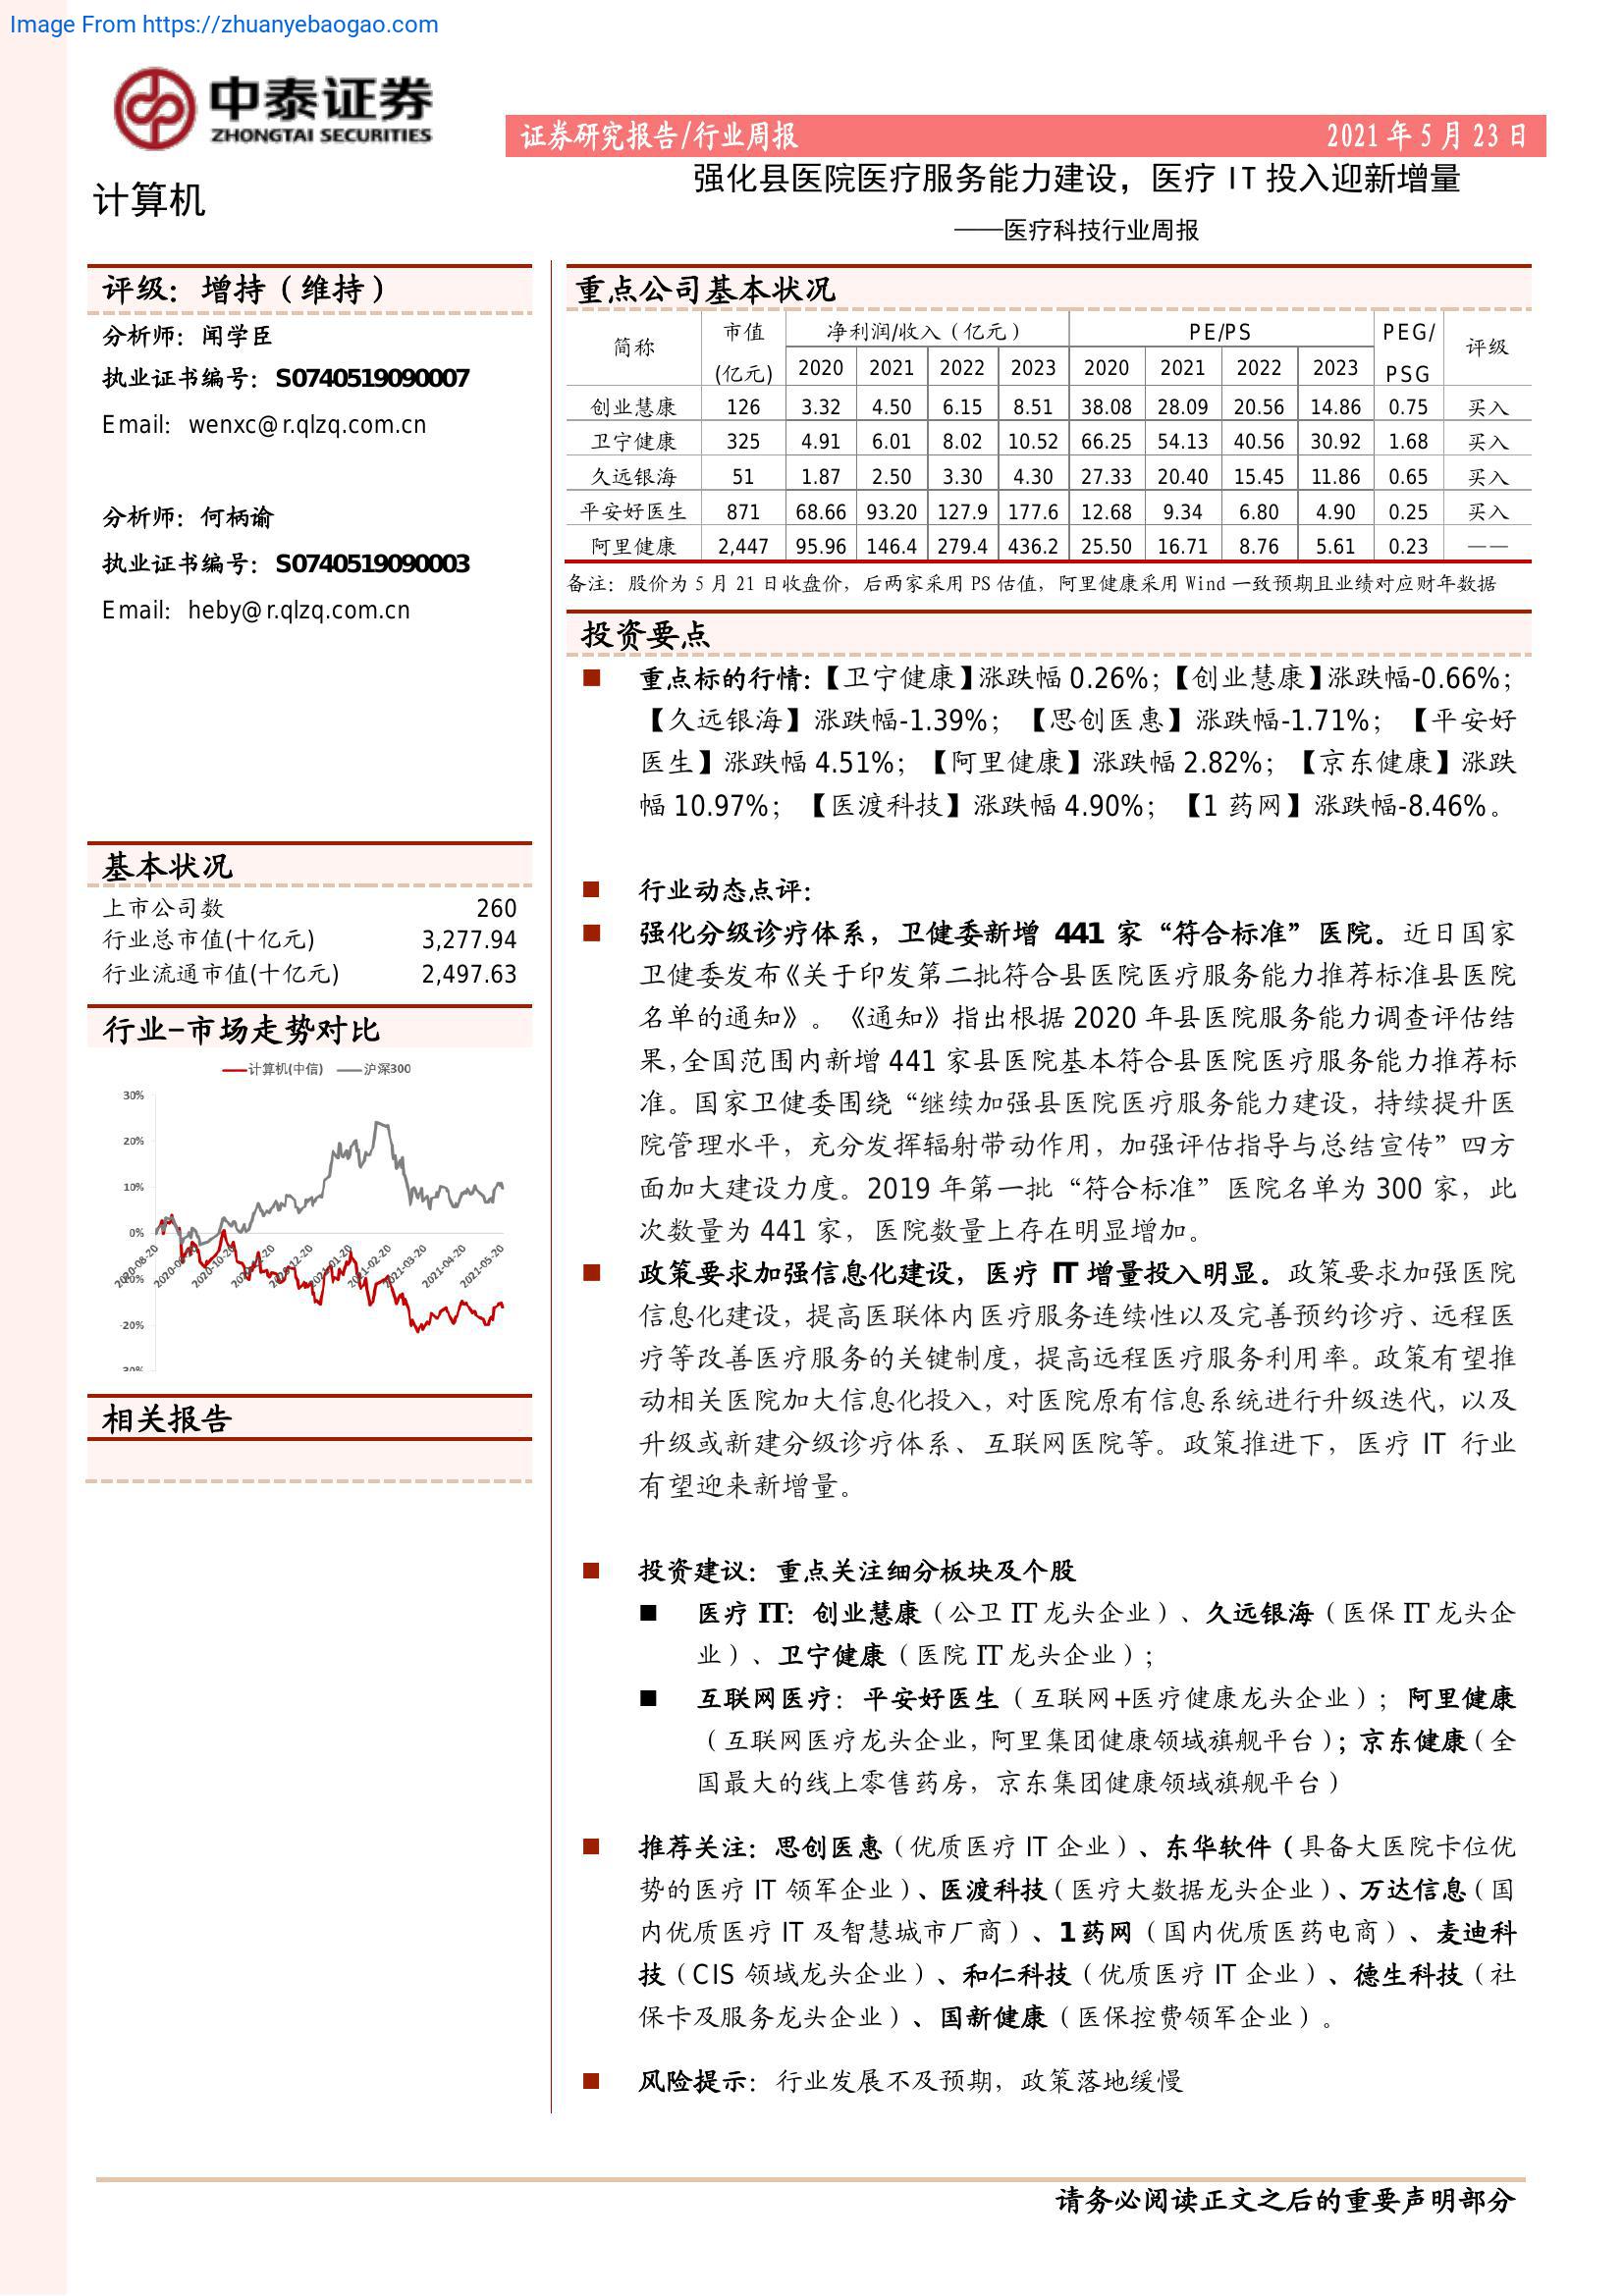 Image From https://zhuanyebaogao.com
中泰证券
ZHONGTAI SECURITIES
证券研究报告/行业周报 2021 年 5 月 23 日
计算机
强化县医院医疗服务能力建设，医疗 IT 投入迎新增量
——医疗科技行业周报
评级：增持（维持）
分析师：闻学臣
执业证书编号：S0740519090007
Email: wenxc@r.qlzq.com.cn
分析师：何柄谕
执业证书编号：S0740519090003
Email: heby@r.qlzq.com.cn
基本状况
上市公司数 260
行业总市值(十亿元) 3,277.94
行业流通市值(十亿元) 2,497.63
行业-市场走势对比
计算机(中信) 沪深300
30%
20%
10%
0%
-10%
-20%
-30%
2020-08-20 2020-10-20 2020-12-20 2021-01-20 2021-02-20 2021-03-20 2021-04-20 2021-05-20
相关报告
重点公司基本状况
简称 市值 净利润/收入（亿元） PE/PS PEG/ 评级
(亿元) 2020 2021 2022 2023 2020 2021 2022 2023 PSG
创业慧康 126 3.32 4.50 6.15 8.51 38.08 28.09 20.56 14.86 0.75 买入
卫宁健康 325 4.91 6.01 8.02 10.52 66.25 54.13 40.56 30.92 1.68 买入
久远银海 51 1.87 2.50 3.30 4.30 27.33 20.40 15.45 11.86 0.65 买入
平安好医生 871 68.66 93.20 127.9 177.6 12.68 9.34 6.80 4.90 0.25 买入
阿里健康 2,447 95.96 146.4 279.4 436.2 25.50 16.71 8.76 5.61 0.23 ——
备注：股价为 5 月 21 日收盘价，后两家采用 PS 估值，阿里健康采用 Wind 一致预期且业绩对应财年数据
投资要点
■ 重点标的行情：【卫宁健康】涨跌幅 0.26%；【创业慧康】涨跌幅-0.66%；
【久远银海】涨跌幅-1.39%；【思创医惠】涨跌幅-1.71%；【平安好
医生】涨跌幅 4.51%；【阿里健康】涨跌幅 2.82%；【京东健康】涨跌
幅 10.97%；【医渡科技】涨跌幅 4.90%；【1 药网】涨跌幅-8.46%。
■ 行业动态点评：
■ 强化分级诊疗体系，卫健委新增 441 家“符合标准”医院。近日国家
卫健委发布《关于印发第二批符合县医院医疗服务能力推荐标准县医院
名单的通知》。《通知》指出根据 2020 年县医院服务能力调查评估结
果，全国范围内新增 441 家县医院基本符合县医院医疗服务能力推荐标
准。国家卫健委围绕“继续加强县医院医疗服务能力建设，持续提升医
院管理水平，充分发挥辐射带动作用，加强评估指导与总结宣传”四方
面加大建设力度。2019 年第一批“符合标准”医院名单为 300 家，此
次数量为 441 家，医院数量上存在明显增加。
■ 政策要求加强信息化建设，医疗 IT 增量投入明显。政策要求加强医院
信息化建设，提高医联体内医疗服务连续性以及完善预约诊疗、远程医
疗等改善医疗服务的关键制度，提高远程医疗服务利用率。政策有望推
动相关医院加大信息化投入，对医院原有信息系统进行升级迭代，以及
升级或新建分级诊疗体系、互联网医院等。政策推进下，医疗 IT 行业
有望迎来新增量。
■ 投资建议：重点关注细分板块及个股
■ 医疗 IT：创业慧康（公卫 IT 龙头企业）、久远银海（医保 IT 龙头企
业）、卫宁健康（医院 IT 龙头企业）；
■ 互联网医疗：平安好医生（互联网+医疗健康龙头企业）；阿里健康
（互联网医疗龙头企业，阿里集团健康领域旗舰平台）；京东健康（全
国最大的线上零售药房，京东集团健康领域旗舰平台）
■ 推荐关注：思创医惠（优质医疗 IT 企业）、东华软件（具备大医院卡位优
势的医疗 IT 领军企业）、医渡科技（医疗大数据龙头企业）、万达信息（国
内优质医疗 IT 及智慧城市厂商）、1 药网（国内优质医药电商）、麦迪科
技（CIS 领域龙头企业）、和仁科技（优质医疗 IT 企业）、德生科技（社
保卡及服务龙头企业）、国新健康（医保控费领军企业）。
■ 风险提示：行业发展不及预期，政策落地缓慢
请务必阅读正文之后的重要声明部分